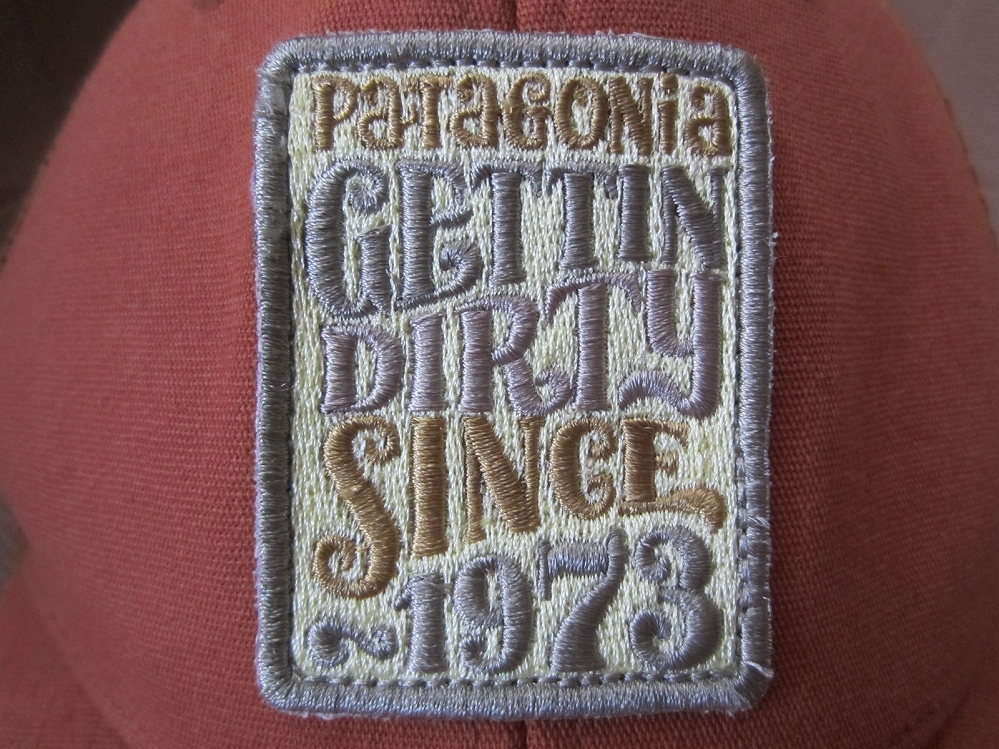 PaTaGONia
GETTIN
DIRTY
SINCE
~1973